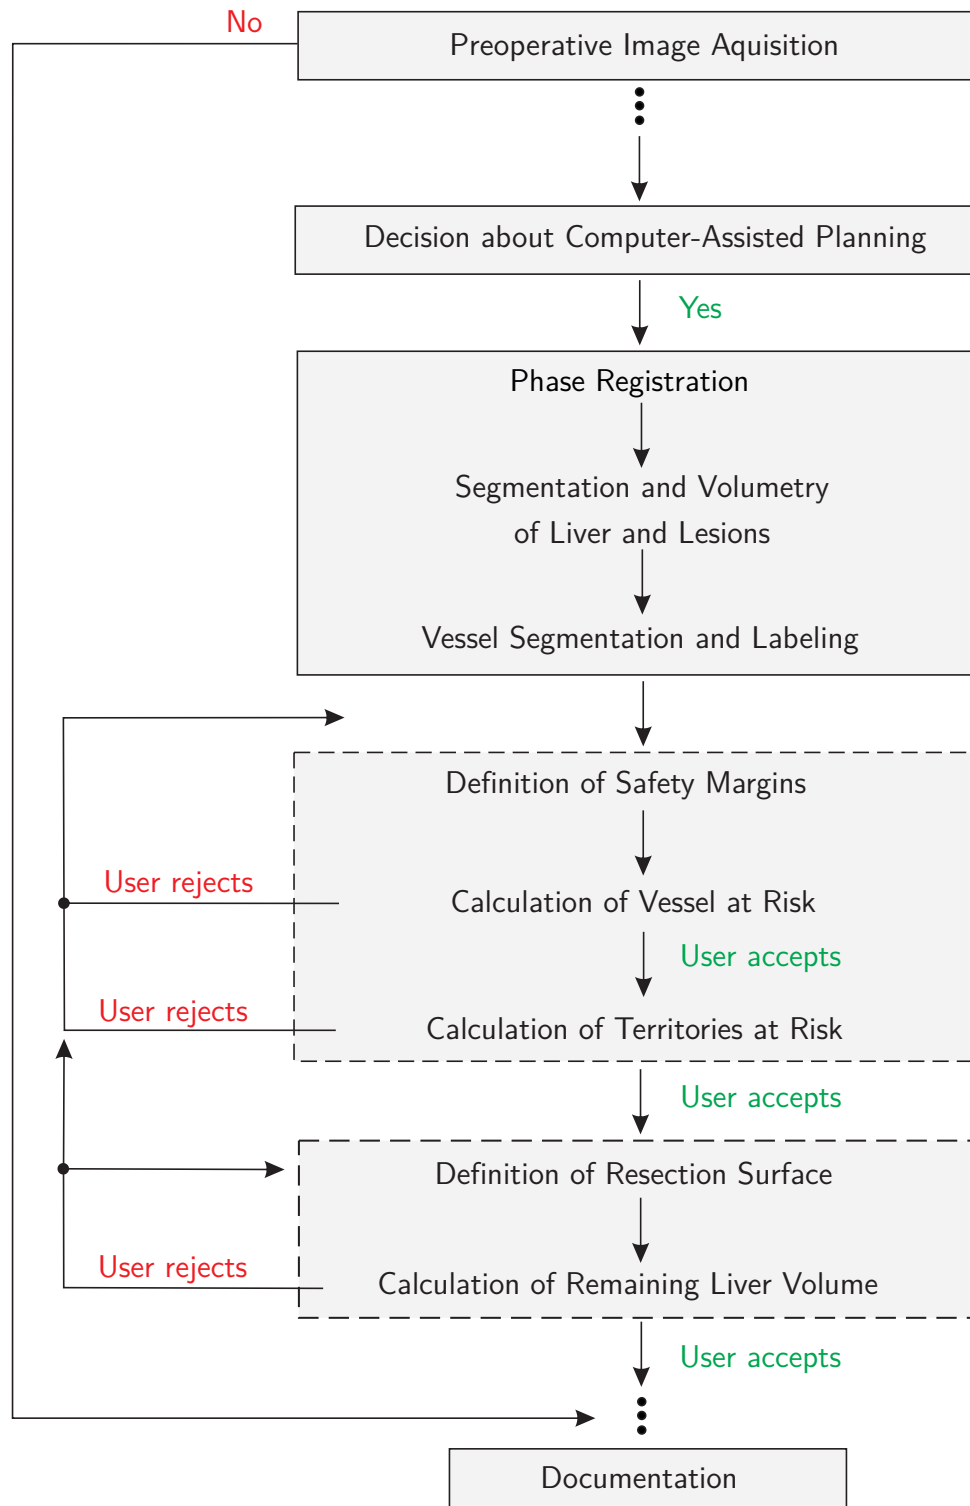 No
Preoperative Image Aquisition
Decision about Computer-Assisted Planning
Yes
Phase Registration
Segmentation and Volumetry
of Liver and Lesions
Vessel Segmentation and Labeling
Definition of Safety Margins
User rejects
Calculation of Vessel at Risk
User accepts
User rejects
Calculation of Territories at Risk
User accepts
Definition of Resection Surface
User rejects
Calculation of Remaining Liver Volume
User accepts
Documentation